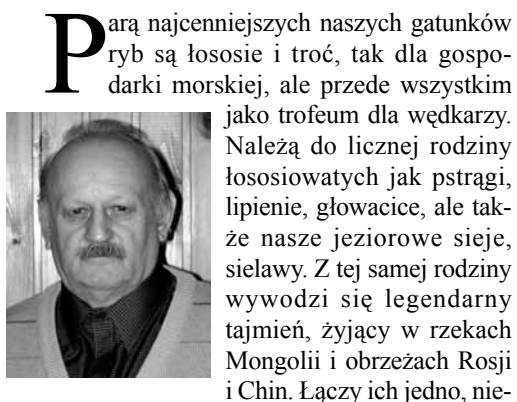 Parą najcenniejszych naszych gatunków
ryb są łososie i troć, tak dla gospo-
darki morskiej, ale przede wszystkim
jako trofeum dla wędkarzy.
Należą do licznej rodziny
łososiowatych jak pstrągi,
lipienie, głowacice, ale tak-
że nasze jeziorowe sieje,
sielawy. Z tej samej rodziny
wywodzi się legendarny
tajmień, żyjący w rzekach
Mongolii i obrzeżach Rosji
i Chin. Łączy ich jedno, nie-